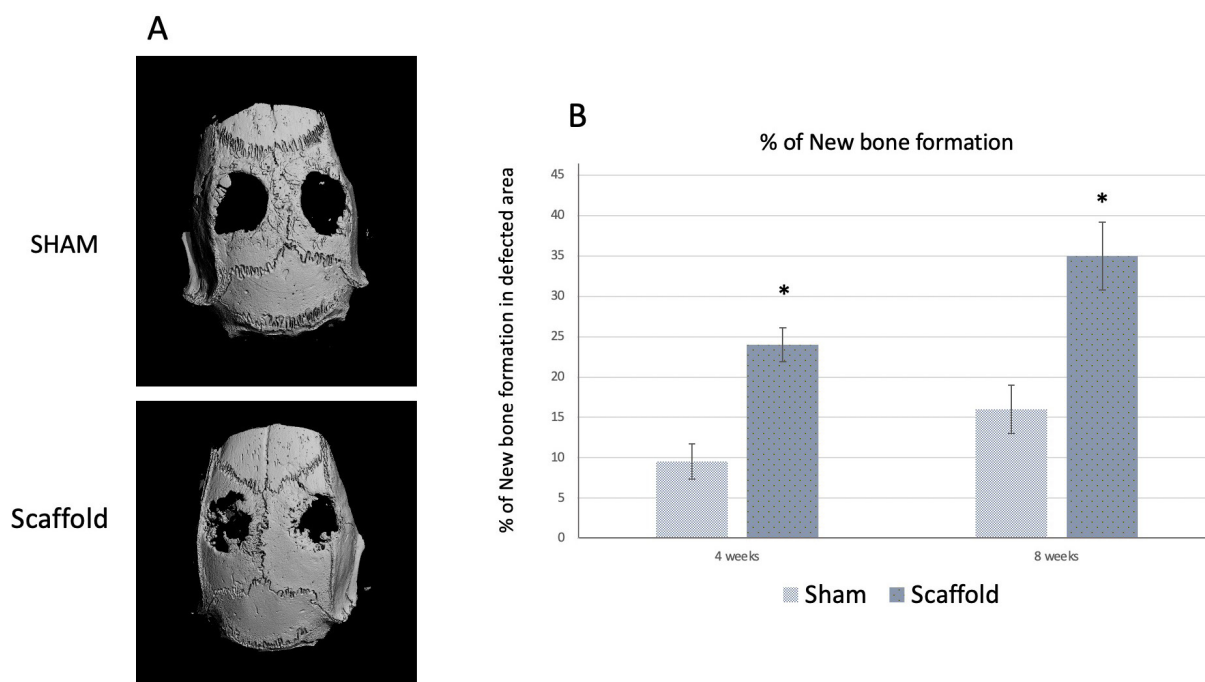 A
SHAM
Scaffold
B
% of New bone formation
% of New bone formation in defected area
45
40
35
30
25
20
15
10
5
0
*
*
4 weeks
8 weeks
Sham
Scaffold